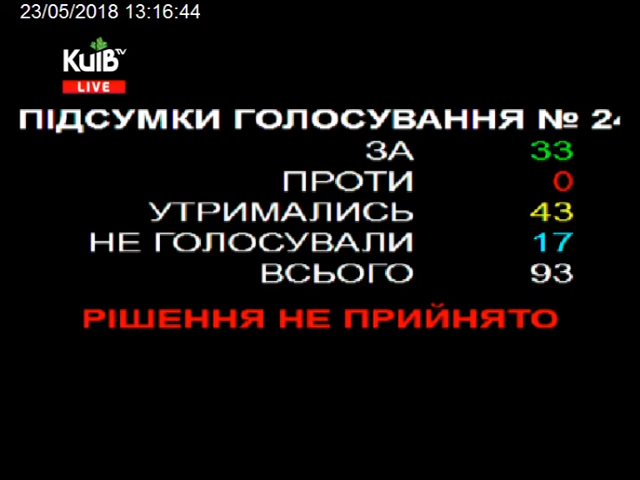 23/05/2018 13:16:44
КиїВ TV
LIVE
ПІДСУМКИ ГОЛОСУВАННЯ №
ЗА 33
ПРОТИ 0
УТРИМАЛИСЬ 43
НЕ ГОЛОСУВАЛИ 17
ВСЬОГО 93
РІШЕННЯ НЕ ПРИЙНЯТО